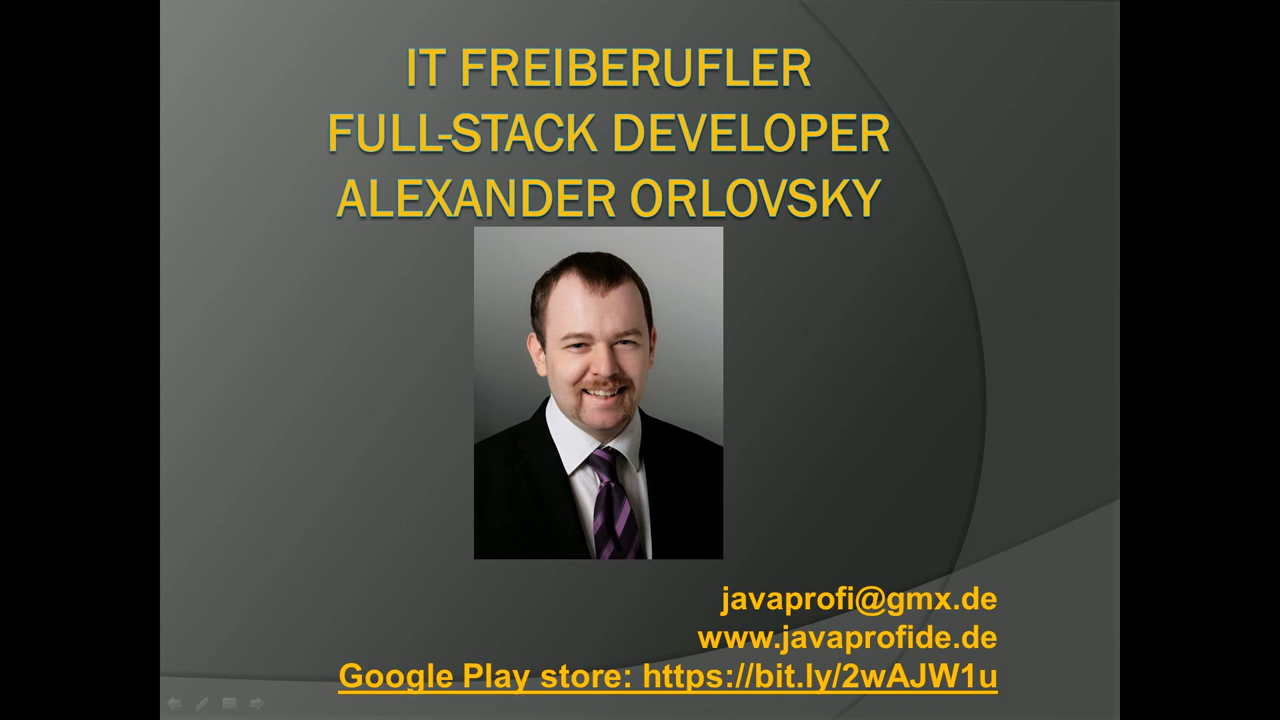 IT FREIBERUFLER
FULL-STACK DEVELOPER
ALEXANDER ORLOVSKY
javaprofi@gmx.de
www.javaprofide.de
Google Play store: https://bit.ly/2wAJW1u